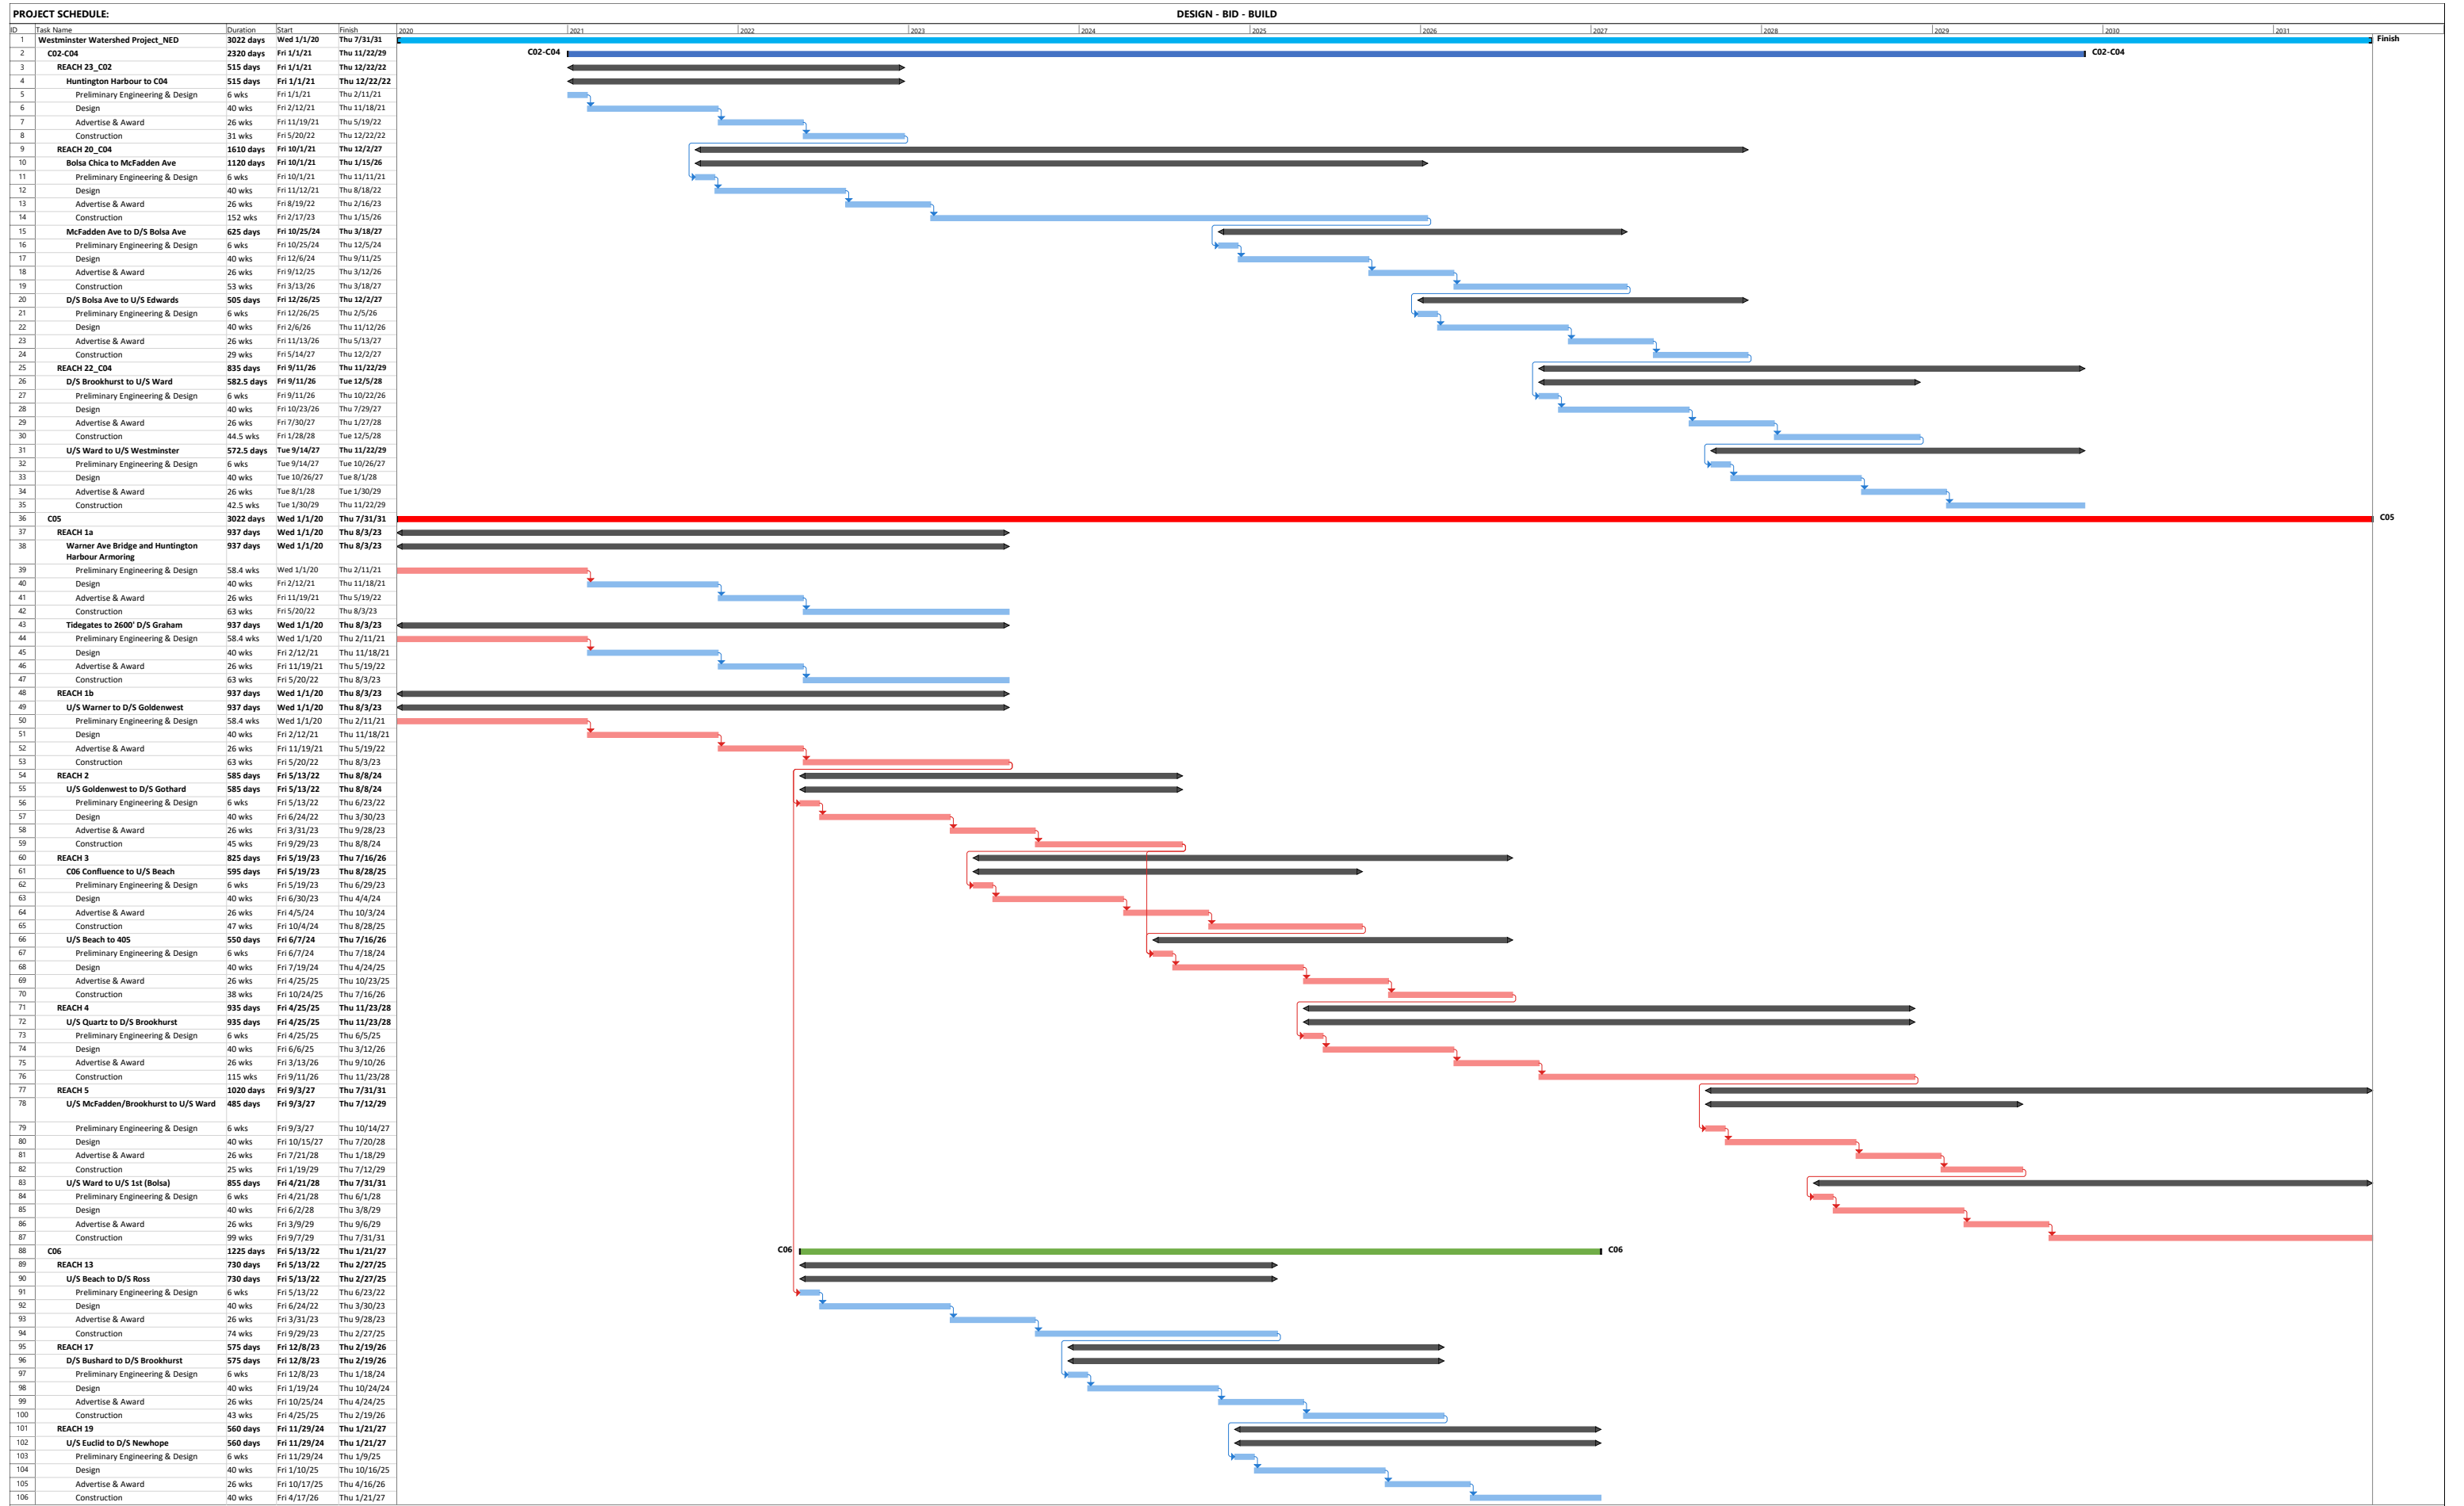 PROJECT SCHEDULE: DESIGN - BID - BUILD
ID Task Name Duration Start Finish 2020 2021 2022 2023 2024 2025 2026 2027 2028 2029 2030 2031
1 Westminster Watershed Project_NED 3022 days Wed 1/1/20 Thu 7/31/31 Finish
2 C02-C04 2320 days Fri 1/1/21 Thu 11/22/29 C02-C04 C02-C04
3 REACH 23_C02 515 days Fri 1/1/21 Thu 12/22/22
4 Huntington Harbour to C04 515 days Fri 1/1/21 Thu 12/22/22
5 Preliminary Engineering & Design 6 wks Fri 1/1/21 Thu 2/11/21
6 Design 40 wks Fri 2/12/21 Thu 11/18/21
7 Advertise & Award 26 wks Fri 11/19/21 Thu 5/19/22
8 Construction 31 wks Fri 5/20/22 Thu 12/22/22
9 REACH 20_C04 1610 days Fri 10/1/21 Thu 12/2/27
10 Bolsa Chica to McFadden Ave 1120 days Fri 10/1/21 Thu 1/15/26
11 Preliminary Engineering & Design 6 wks Fri 10/1/21 Thu 11/11/21
12 Design 40 wks Fri 11/12/21 Thu 8/18/22
13 Advertise & Award 26 wks Fri 8/19/22 Thu 2/16/23
14 Construction 152 wks Fri 2/17/23 Thu 1/15/26
15 McFadden Ave to D/S Bolsa Ave 625 days Fri 10/25/24 Thu 3/18/27
16 Preliminary Engineering & Design 6 wks Fri 10/25/24 Thu 12/5/24
17 Design 40 wks Fri 12/6/24 Thu 9/11/25
18 Advertise & Award 26 wks Fri 9/12/25 Thu 3/12/26
19 Construction 53 wks Fri 3/13/26 Thu 3/18/27
20 D/S Bolsa Ave to U/S Edwards 505 days Fri 12/26/25 Thu 12/2/27
21 Preliminary Engineering & Design 6 wks Fri 12/26/25 Thu 2/5/26
22 Design 40 wks Fri 2/6/26 Thu 11/12/26
23 Advertise & Award 26 wks Fri 11/13/26 Thu 5/13/27
24 Construction 29 wks Fri 5/14/27 Thu 12/2/27
25 REACH 22_C04 835 days Fri 9/11/26 Thu 11/22/29
26 D/S Brookhurst to U/S Ward 582.5 days Fri 9/11/26 Tue 12/5/28
27 Preliminary Engineering & Design 6 wks Fri 9/11/26 Thu 10/22/26
28 Design 40 wks Fri 10/23/26 Thu 7/29/27
29 Advertise & Award 26 wks Fri 7/30/27 Thu 1/27/28
30 Construction 44.5 wks Fri 1/28/28 Tue 12/5/28
31 U/S Ward to U/S Westminster 572.5 days Tue 9/14/27 Thu 11/22/29
32 Preliminary Engineering & Design 6 wks Tue 9/14/27 Tue 10/26/27
33 Design 40 wks Tue 10/26/27 Tue 8/1/28
34 Advertise & Award 26 wks Tue 8/1/28 Tue 1/30/29
35 Construction 42.5 wks Tue 1/30/29 Thu 11/22/29
36 C05 3022 days Wed 1/1/20 Thu 7/31/31 C05
37 REACH 1a 937 days Wed 1/1/20 Thu 8/3/23
38 Warner Ave Bridge and Huntington 937 days Wed 1/1/20 Thu 8/3/23
Harbour Armoring
39 Preliminary Engineering & Design 58.4 wks Wed 1/1/20 Thu 2/11/21
40 Design 40 wks Fri 2/12/21 Thu 11/18/21
41 Advertise & Award 26 wks Fri 11/19/21 Thu 5/19/22
42 Construction 63 wks Fri 5/20/22 Thu 8/3/23
43 Tidegates to 2600' D/S Graham 937 days Wed 1/1/20 Thu 8/3/23
44 Preliminary Engineering & Design 58.4 wks Wed 1/1/20 Thu 2/11/21
45 Design 40 wks Fri 2/12/21 Thu 11/18/21
46 Advertise & Award 26 wks Fri 11/19/21 Thu 5/19/22
47 Construction 63 wks Fri 5/20/22 Thu 8/3/23
48 REACH 1b 937 days Wed 1/1/20 Thu 8/3/23
49 U/S Warner to D/S Goldenwest 937 days Wed 1/1/20 Thu 8/3/23
50 Preliminary Engineering & Design 58.4 wks Wed 1/1/20 Thu 2/11/21
51 Design 40 wks Fri 2/12/21 Thu 11/18/21
52 Advertise & Award 26 wks Fri 11/19/21 Thu 5/19/22
53 Construction 63 wks Fri 5/20/22 Thu 8/3/23
54 REACH 2 585 days Fri 5/13/22 Thu 8/8/24
55 U/S Goldenwest to D/S Gothard 585 days Fri 5/13/22 Thu 8/8/24
56 Preliminary Engineering & Design 6 wks Fri 5/13/22 Thu 6/23/22
57 Design 40 wks Fri 6/24/22 Thu 3/30/23
58 Advertise & Award 26 wks Fri 3/31/23 Thu 9/28/23
59 Construction 45 wks Fri 9/29/23 Thu 8/8/24
60 REACH 3 825 days Fri 5/19/23 Thu 7/16/26
61 C06 Confluence to U/S Beach 595 days Fri 5/19/23 Thu 8/28/25
62 Preliminary Engineering & Design 6 wks Fri 5/19/23 Thu 6/29/23
63 Design 40 wks Fri 6/30/23 Thu 4/4/24
64 Advertise & Award 26 wks Fri 4/5/24 Thu 10/3/24
65 Construction 47 wks Fri 10/4/24 Thu 8/28/25
66 U/S Beach to 405 550 days Fri 6/7/24 Thu 7/16/26
67 Preliminary Engineering & Design 6 wks Fri 6/7/24 Thu 7/18/24
68 Design 40 wks Fri 7/19/24 Thu 4/24/25
69 Advertise & Award 26 wks Fri 4/25/25 Thu 10/23/25
70 Construction 38 wks Fri 10/24/25 Thu 7/16/26
71 REACH 4 935 days Fri 4/25/25 Thu 11/23/28
72 U/S Quartz to D/S Brookhurst 935 days Fri 4/25/25 Thu 11/23/28
73 Preliminary Engineering & Design 6 wks Fri 4/25/25 Thu 6/5/25
74 Design 40 wks Fri 6/6/25 Thu 3/12/26
75 Advertise & Award 26 wks Fri 3/13/26 Thu 9/10/26
76 Construction 115 wks Fri 9/11/26 Thu 11/23/28
77 REACH 5 1020 days Fri 9/3/27 Thu 7/31/31
78 U/S McFadden/Brookhurst to U/S Ward 485 days Fri 9/3/27 Thu 7/12/29
79 Preliminary Engineering & Design 6 wks Fri 9/3/27 Thu 10/14/27
80 Design 40 wks Fri 10/15/27 Thu 7/20/28
81 Advertise & Award 26 wks Fri 7/21/28 Thu 1/18/29
82 Construction 25 wks Fri 1/19/29 Thu 7/12/29
83 U/S Ward to U/S 1st (Bolsa) 855 days Fri 4/21/28 Thu 7/31/31
84 Preliminary Engineering & Design 6 wks Fri 4/21/28 Thu 6/1/28
85 Design 40 wks Fri 6/2/28 Thu 3/8/29
86 Advertise & Award 26 wks Fri 3/9/29 Thu 9/6/29
87 Construction 99 wks Fri 9/7/29 Thu 7/31/31
88 C06 1225 days Fri 5/13/22 Thu 1/21/27 C06 C06
89 REACH 13 730 days Fri 5/13/22 Thu 2/27/25
90 U/S Beach to D/S Ross 730 days Fri 5/13/22 Thu 2/27/25
91 Preliminary Engineering & Design 6 wks Fri 5/13/22 Thu 6/23/22
92 Design 40 wks Fri 6/24/22 Thu 3/30/23
93 Advertise & Award 26 wks Fri 3/31/23 Thu 9/28/23
94 Construction 74 wks Fri 9/29/23 Thu 2/27/25
95 REACH 17 575 days Fri 12/8/23 Thu 2/19/26
96 D/S Bushard to D/S Brookhurst 575 days Fri 12/8/23 Thu 2/19/26
97 Preliminary Engineering & Design 6 wks Fri 12/8/23 Thu 1/18/24
98 Design 40 wks Fri 1/19/24 Thu 10/24/24
99 Advertise & Award 26 wks Fri 10/25/24 Thu 4/24/25
100 Construction 43 wks Fri 4/25/25 Thu 2/19/26
101 REACH 19 560 days Fri 11/29/24 Thu 1/21/27
102 U/S Euclid to D/S Newhope 560 days Fri 11/29/24 Thu 1/21/27
103 Preliminary Engineering & Design 6 wks Fri 11/29/24 Thu 1/9/25
104 Design 40 wks Fri 1/10/25 Thu 10/16/25
105 Advertise & Award 26 wks Fri 10/17/25 Thu 4/16/26
106 Construction 40 wks Fri 4/17/26 Thu 1/21/27